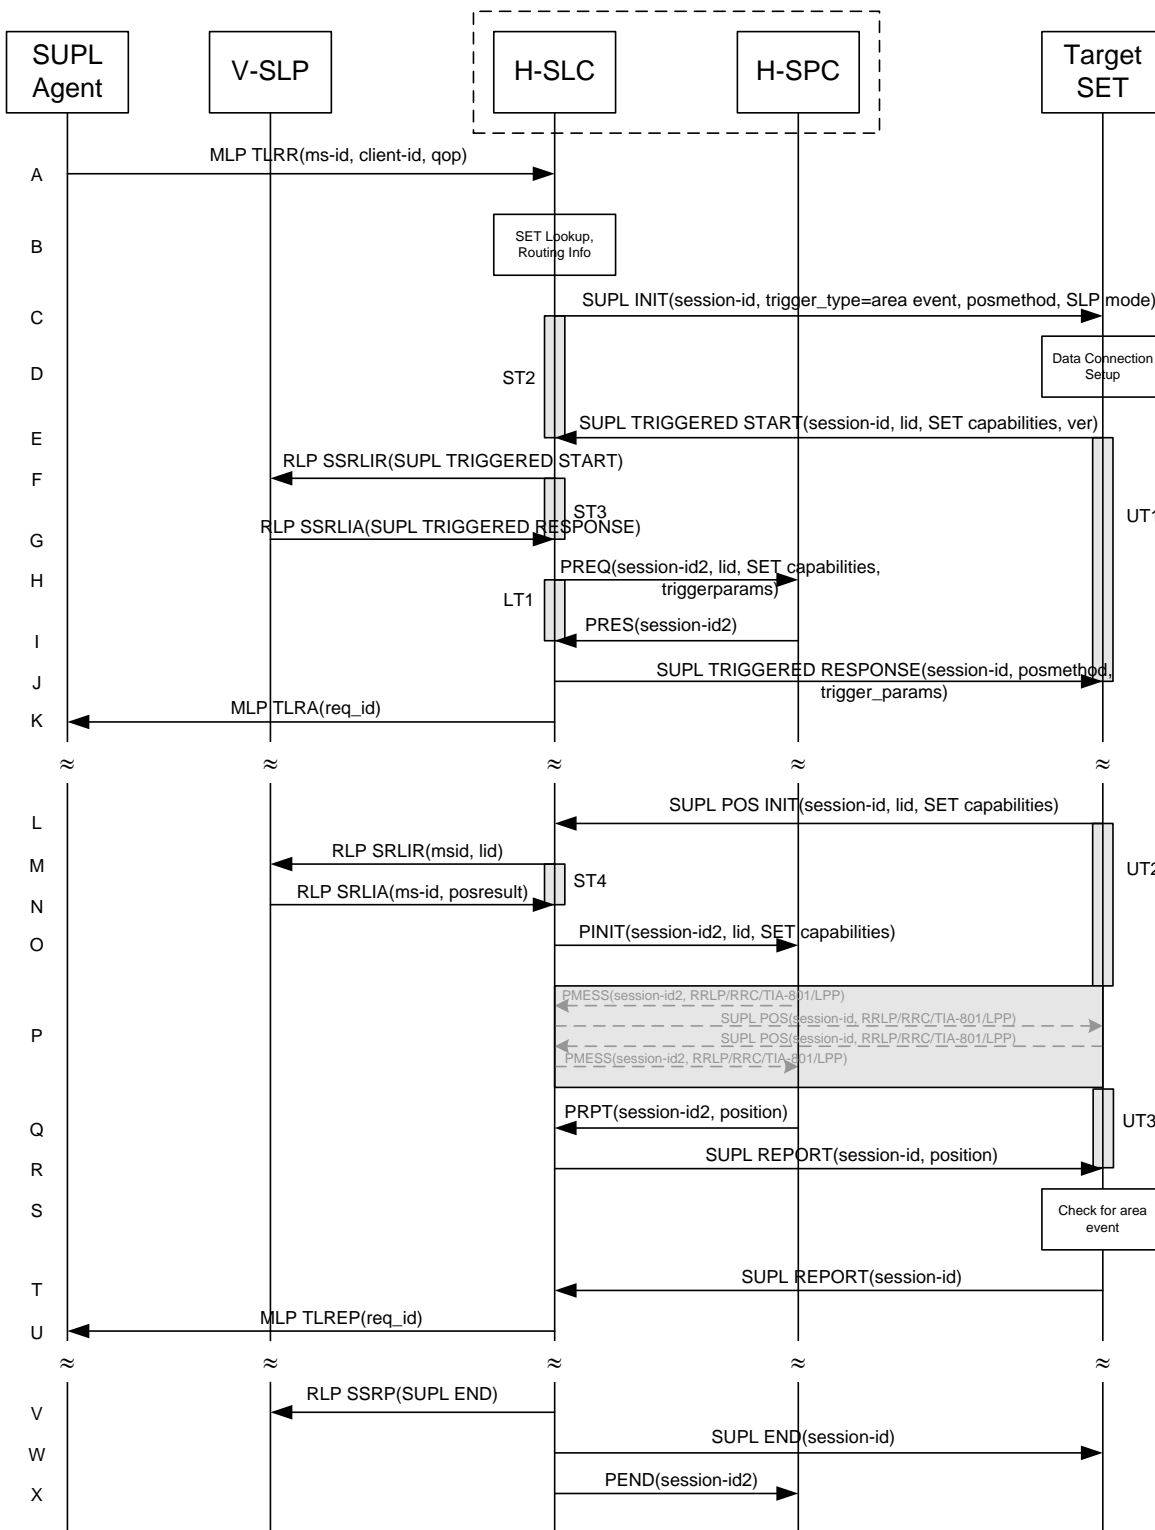 SUPL
Agent
V-SLP
H-SLC
H-SPC
Target
SET
A
MLP TLRR(ms-id, client-id, qop)
B
SET Lookup,
Routing Info
C
SUPL INIT(session-id, trigger_type=area event, posmethod, SLP mode)
D
ST2
Data Connection
Setup
E
SUPL TRIGGERED START(session-id, lid, SET capabilities, ver)
F
RLP SSRLIR(SUPL TRIGGERED START)
ST3
UT1
G
RLP SSRLIA(SUPL TRIGGERED RESPONSE)
H
PREQ(session-id2, lid, SET capabilities,
triggerparams)
LT1
I
PRES(session-id2)
J
SUPL TRIGGERED RESPONSE(session-id, posmethod,
trigger_params)
K
MLP TLRA(req_id)
≈ ≈ ≈ ≈ ≈
L
SUPL POS INIT(session-id, lid, SET capabilities)
M
RLP SRLIR(msid, lid)
ST4
UT2
N
RLP SRLIA(ms-id, posresult)
O
PINIT(session-id2, lid, SET capabilities)
PMESS(session-id2, RRLP/RRC/TIA-801/LPP)
SUPL POS(session-id, RRLP/RRC/TIA-801/LPP)
P
SUPL POS(session-id, RRLP/RRC/TIA-801/LPP)
PMESS(session-id2, RRLP/RRC/TIA-801/LPP)
Q
PRPT(session-id2, position)
UT3
R
SUPL REPORT(session-id, position)
S
Check for area
event
T
SUPL REPORT(session-id)
U
MLP TLREP(req_id)
≈ ≈ ≈ ≈ ≈
V
RLP SSRP(SUPL END)
W
SUPL END(session-id)
X
PEND(session-id2)